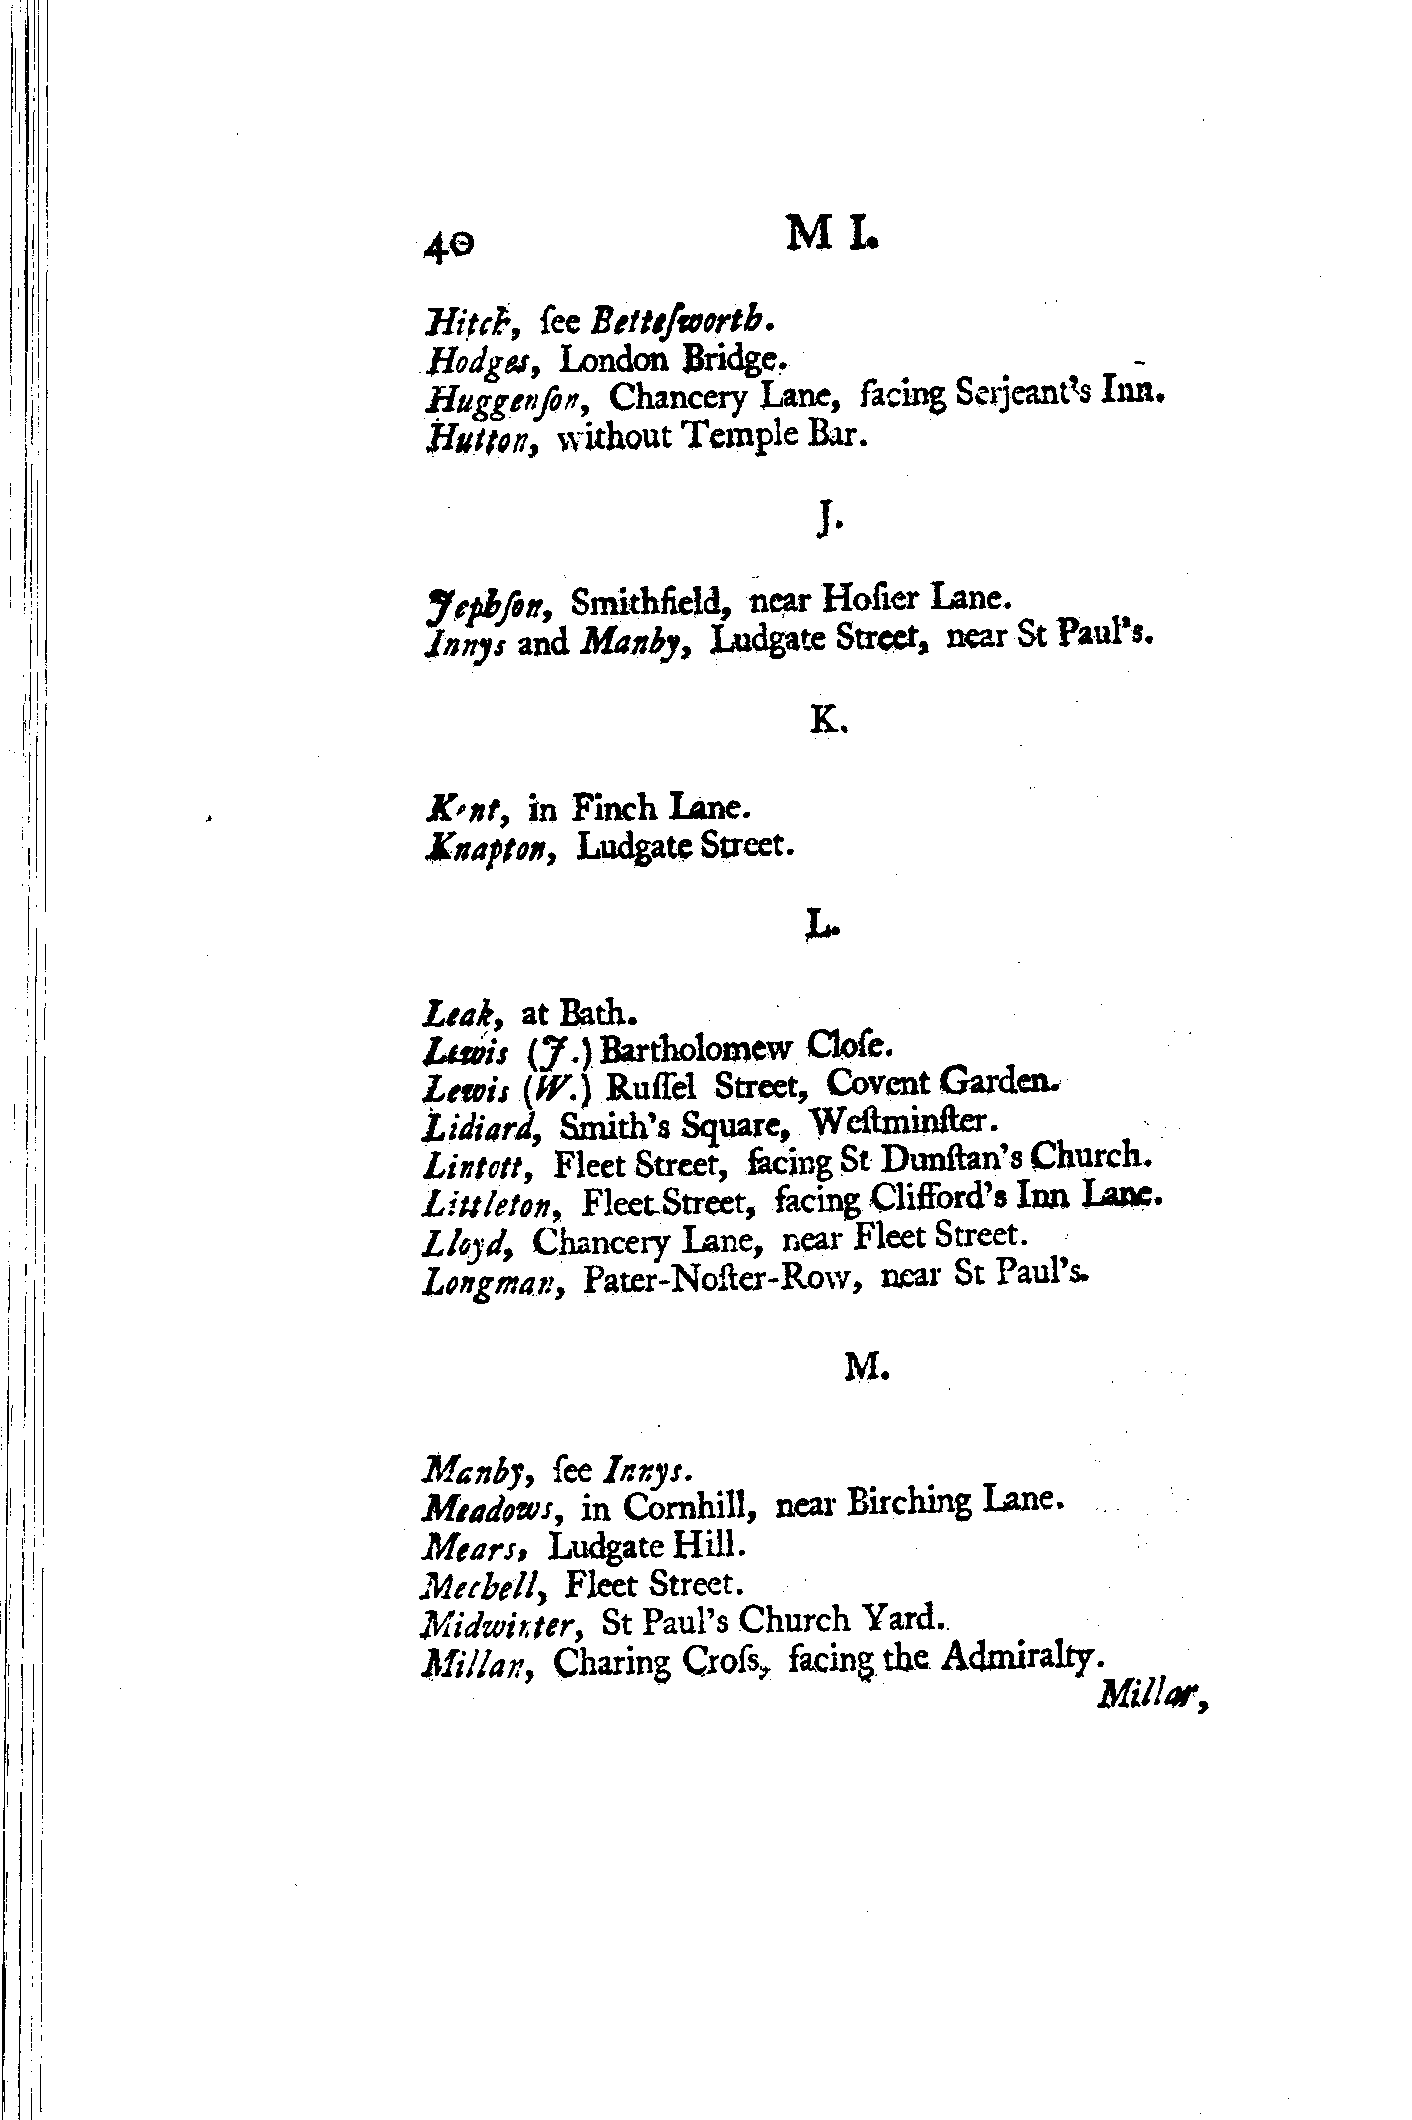 40 M I.
Hitch, ſee Betteſworth.
Hodges, London Bridge.
Huggenſon, Chancery Lane, facing Serjeant's Inn.
Hutton, without Temple Bar.
J.
Jephſon, Smithfield, near Hoſier Lane.
Innys and Manby, Ludgate Street, near St Paul's.
K.
Kent, in Finch Lane.
Knapton, Ludgate Street.
L.
Leak, at Bath.
Lewis (J.) Bartholomew Cloſe.
Lewis (W.) Ruſſel Street, Covent Garden.
Lidiard, Smith's Square, Weſtminſter.
Lintott, Fleet Street, facing St Dunſtan's Church.
Littleton, Fleet Street, facing Clifford's Inn Lane.
Lloyd, Chancery Lane, near Fleet Street.
Longman, Pater-Noſter-Row, near St Paul's.
M.
Manby, ſee Innys.
Meadows, in Cornhill, near Birching Lane.
Mears, Ludgate Hill.
Mechell, Fleet Street.
Midwinter, St Paul's Church Yard.
Millan, Charing Croſs, facing the Admiralty.
Millar,